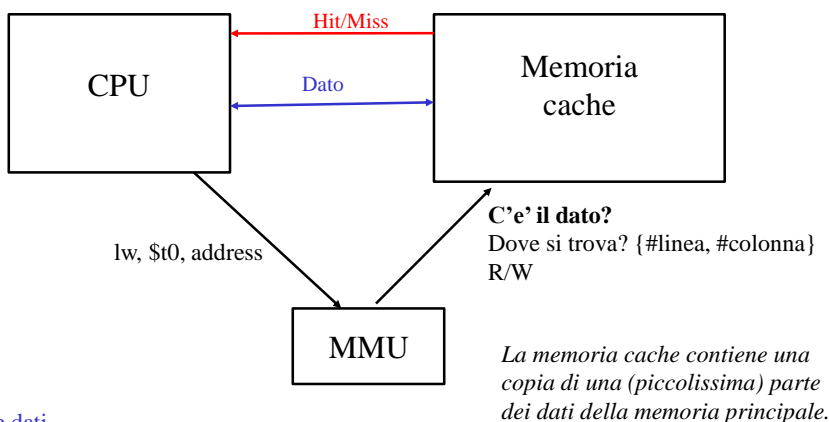 Hit/Miss
CPU
Memoria
cache
Dato
C'e' il dato?
Dove si trova? {#linea, #colonna}
R/W
lw, $t0, address
MMU
La memoria cache contiene una
copia di una (piccolissima) parte
dei dati della memoria principale.
dati